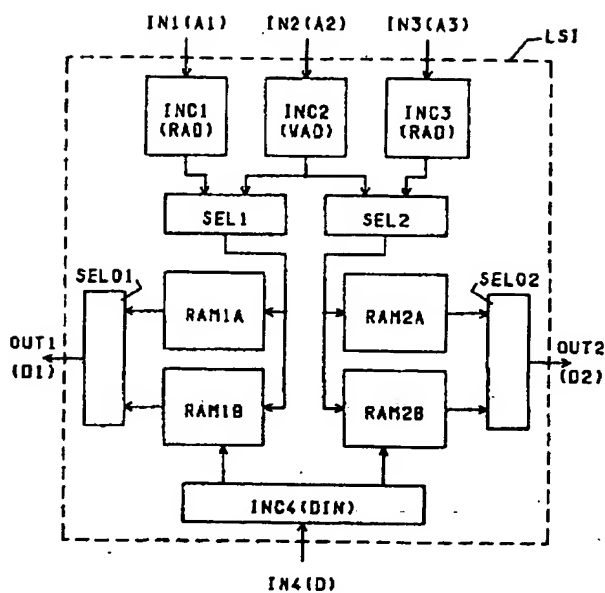 IN1(A1) IN2(A2) IN3(A3)
LSI
INC1 INC2 INC3
(RAD) (WAD) (RAD)
SEL1 SEL2
SEL01 SEL02
RAM1A RAM2A
OUT1 OUT2
(D1) (D2)
RAM1B RAM2B
INC4(DIN)
IN4(D)